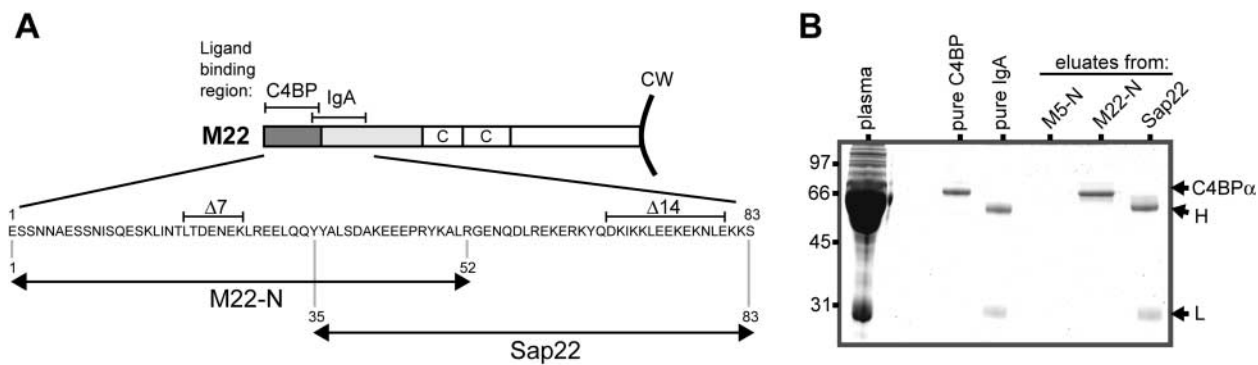 A
Ligand
binding
region:
C4BP
IgA
CW
M22
C
C
1
83
Δ7
Δ14
ESSNNAESSNISQESKLINTLTDENEKLREELQQYYALSDAKEEEPRYKALRGENQDLREKERKYQDKIKKLEEKEKNLEKKS
1
52
M22-N
35
83
Sap22
B
eluates from:
plasma
pure C4BP
pure IgA
M5-N
M22-N
Sap22
97
66
45
31
C4BPα
H
L